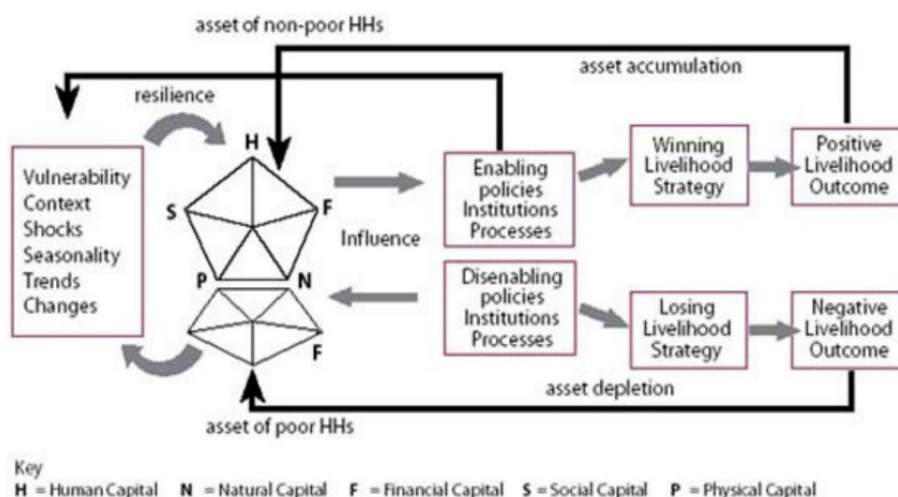 asset of non-poor HHs
asset accumulation
resilience
H
S
F
P
N
F
Vulnerability
Context
Shocks
Seasonality
Trends
Changes
Influence
Enabling
policies
Institutions
Processes
Winning
Livelihood
Strategy
Positive
Livelihood
Outcome
Disenabling
policies
Institutions
Processes
Losing
Livelihood
Strategy
Negative
Livelihood
Outcome
asset depletion
asset of poor HHs
Key
H = Human Capital N = Natural Capital F = Financial Capital S = Social Capital P = Physical Capital